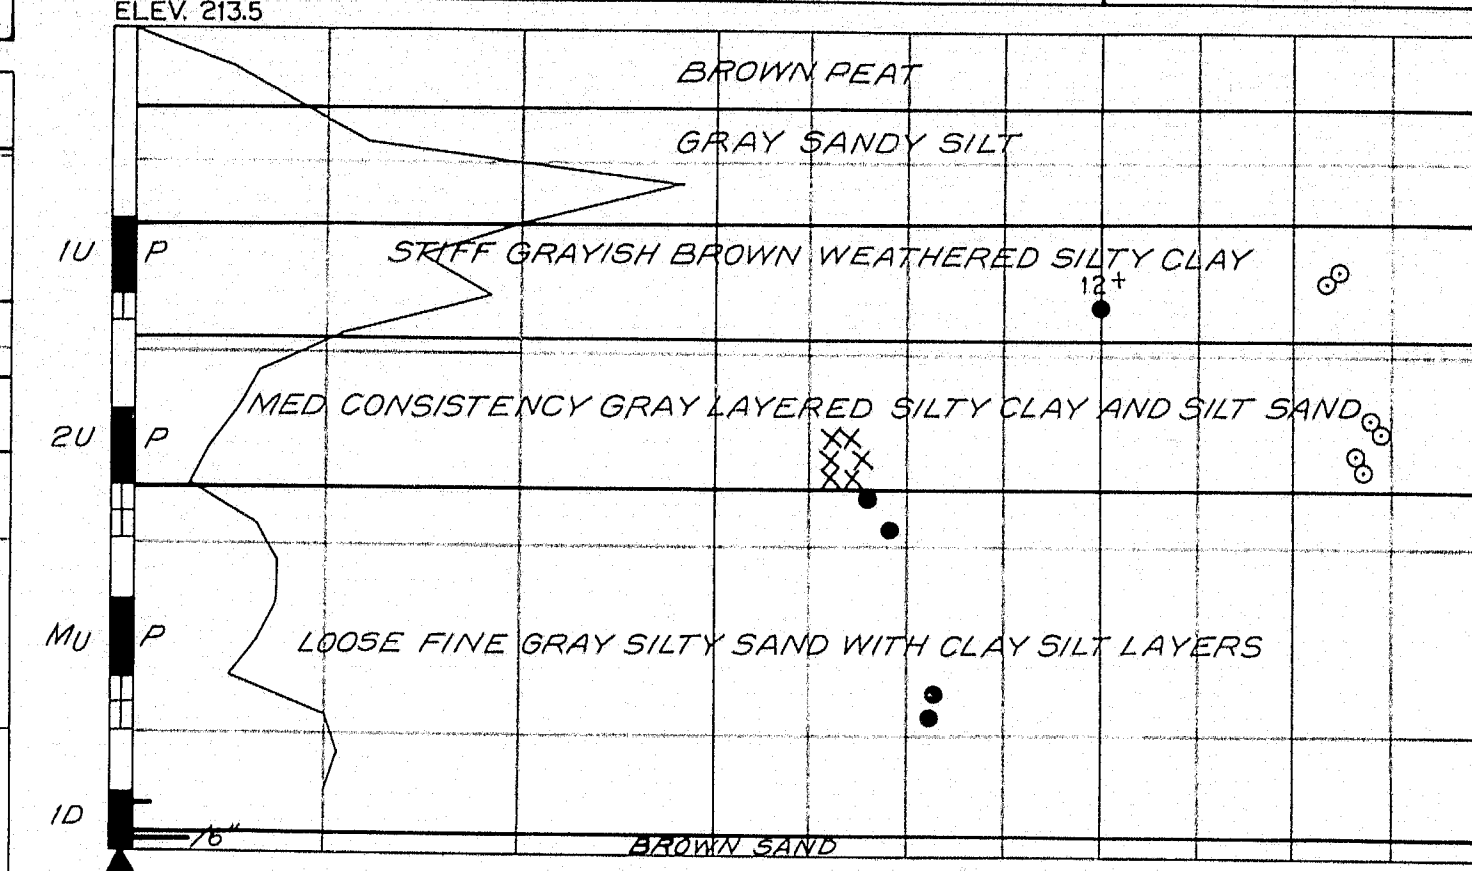 ELEV. 213.5
BROWN PEAT
GRAY SANDY SILT
1U P STIFF GRAYISH BROWN WEATHERED SILTY CLAY
12+
MED CONSISTENCY GRAY LAYERED SILTY CLAY AND SILT SAND
2U P
MU P LOOSE FINE GRAY SILTY SAND WITH CLAY SILT LAYERS
1D
/6"
BROWN SAND